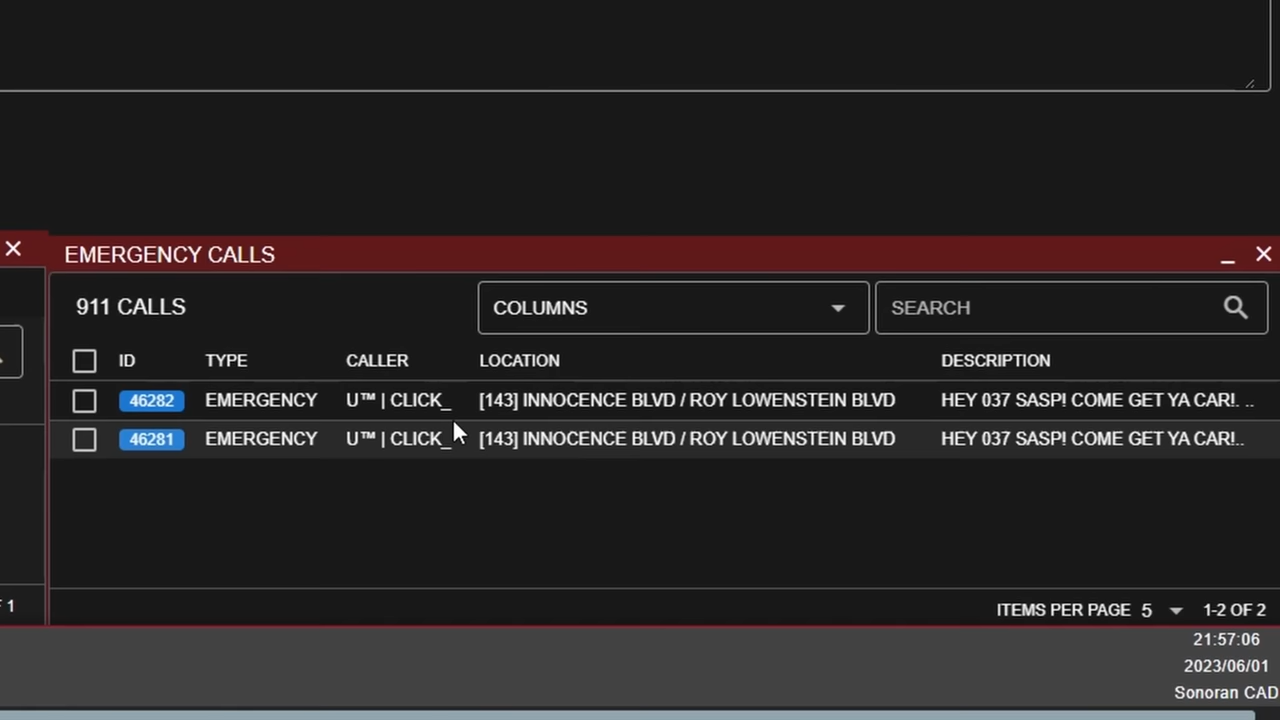 EMERGENCY CALLS
911 CALLS COLUMNS SEARCH
ID TYPE CALLER LOCATION DESCRIPTION
46282 EMERGENCY U™ | CLICK_ [143] INNOCENCE BLVD / ROY LOWENSTEIN BLVD HEY 037 SASP! COME GET YA CAR!. ..
46281 EMERGENCY U™ | CLICK_ [143] INNOCENCE BLVD / ROY LOWENSTEIN BLVD HEY 037 SASP! COME GET YA CAR!..
1 ITEMS PER PAGE 5 1-2 OF 2
21:57:06
2023/06/01
Sonoran CAD